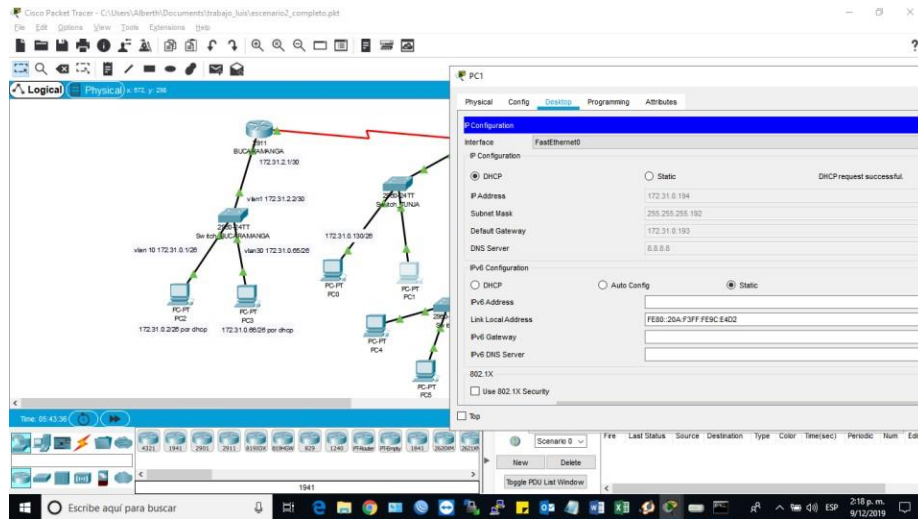 Cisco Packet Tracer - C:\Users\Alberth\Documents\trabajo_luis\escenario2_completo.pkt
File Edit Options View Tools Extensions Help
Logical Physical x: 672, y: 298
2911
BUCARAMANGA
172.31.2.1/30
vlan1 172.31.2.2/30
2950-24TT
Switch_BUCARAMANGA
vlan 10 172.31.0.1/26
vlan30 172.31.0.65/26
PC-PT
PC2
172.31.0.2/26 por dhcp
PC-PT
PC3
172.31.0.66/26 por dhcp
Switch_TUNJA
172.31.0.130/26
PC-PT
PC0
PC-PT
PC1
PC-PT
PC4
PC-PT
PC5
PC1
Physical Config Desktop Programming Attributes
IP Configuration
Interface FastEthernet0
IP Configuration
DHCP Static DHCP request successful.
IP Address 172.31.0.194
Subnet Mask 255.255.255.192
Default Gateway 172.31.0.193
DNS Server 8.8.8.8
IPv6 Configuration
DHCP Auto Config Static
IPv6 Address
Link Local Address FE80::20A:F3FF:FE9C:E4D2
IPv6 Gateway
IPv6 DNS Server
802.1X
Use 802.1X Security
Top
Time: 05:43:36
4321 1941 2901 2911 819IOX 819HGW 829 1240 PT-Router PT-Empty 1841 2620XM
1941
Scenario 0
New Delete
Toggle PDU List Window
Fire Last Status Source Destination Type Color Time(sec) Periodic Num
Escribe aquí para buscar
ESP
2:18 p. m.
9/12/2019